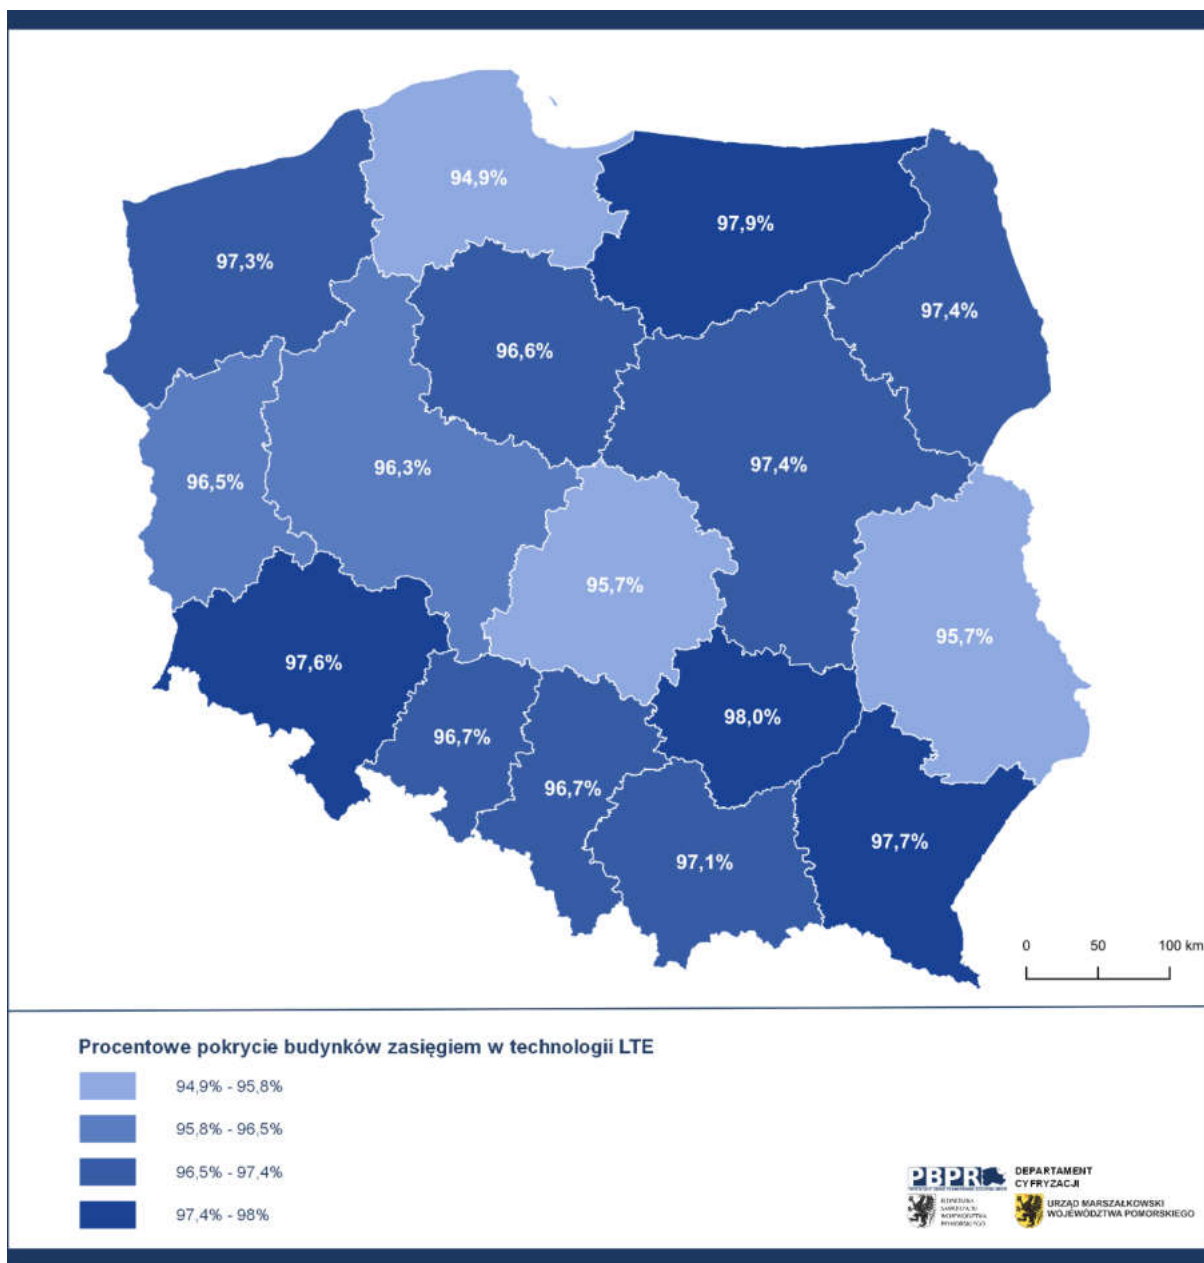 94,9%
97,9%
97,3%
97,4%
96,6%
96,3%
97,4%
96,5%
95,7%
95,7%
97,6%
98,0%
96,7%
96,7%
97,7%
97,1%
0 50 100 km
Procentowe pokrycie budynków zasięgiem w technologii LTE
94,9% - 95,8%
95,8% - 96,5%
96,5% - 97,4%
97,4% - 98%
PBPR
DEPARTAMENT
CYFRYZACJI
SAMORZĄDU
WOJEWÓDZTWA
POMORSKIEGO
URZĄD MARSZAŁKOWSKI
WOJEWÓDZTWA POMORSKIEGO